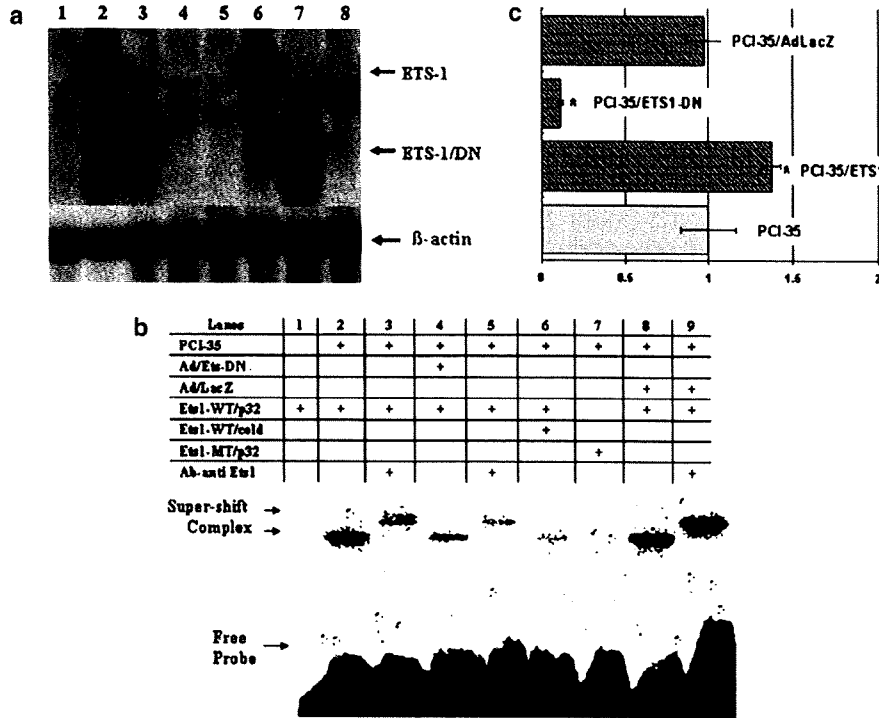 a
1 2 3 4 5 6 7 8
ETS-1
ETS-1/DN
ß-actin
c
PCI-35/AdLacZ
* PCI-35/ETS1-DN
* PCI-35/ETS1
PCI-35
0 0.5 1 1.5 2
b
Lanes 1 2 3 4 5 6 7 8 9
PCI-35 + + + + + + + +
Ad/Ets-DN +
Ad/LacZ + +
Ets1-WT/p32 + + + + + + + +
Ets1-WT/cold +
Ets1-MT/p32 +
Ab-anti Ets1 + + +
Super-shift
Complex
Free
Probe